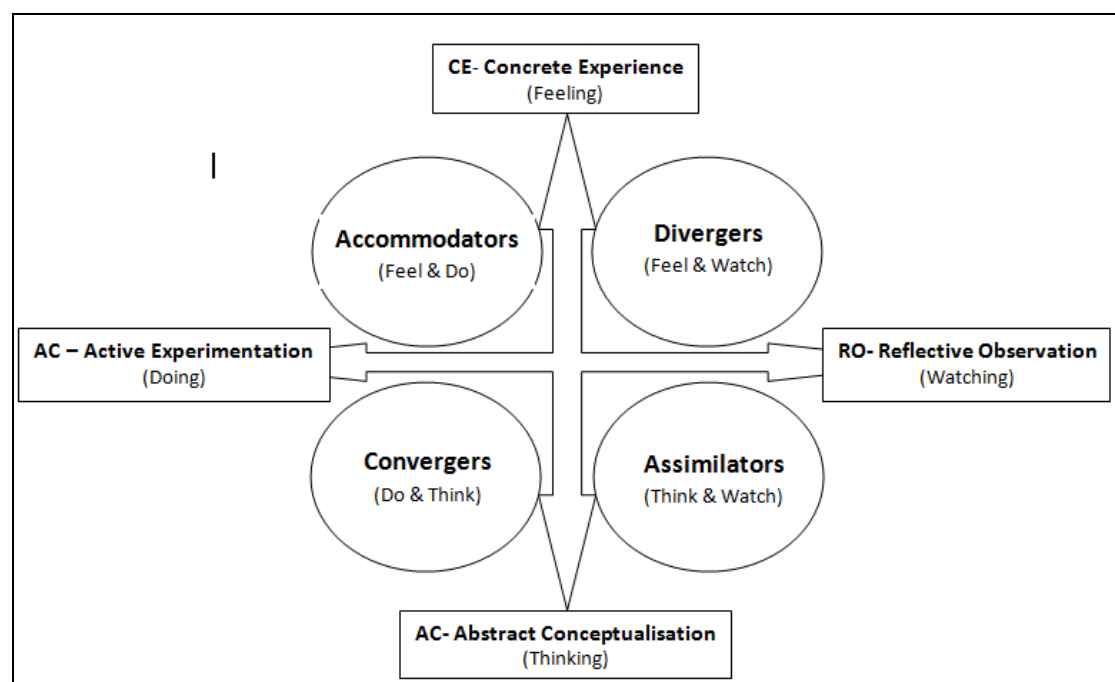 CE- Concrete Experience
(Feeling)
Accommodators
(Feel & Do)
Divergers
(Feel & Watch)
AC – Active Experimentation
(Doing)
RO- Reflective Observation
(Watching)
Convergers
(Do & Think)
Assimilators
(Think & Watch)
AC- Abstract Conceptualisation
(Thinking)